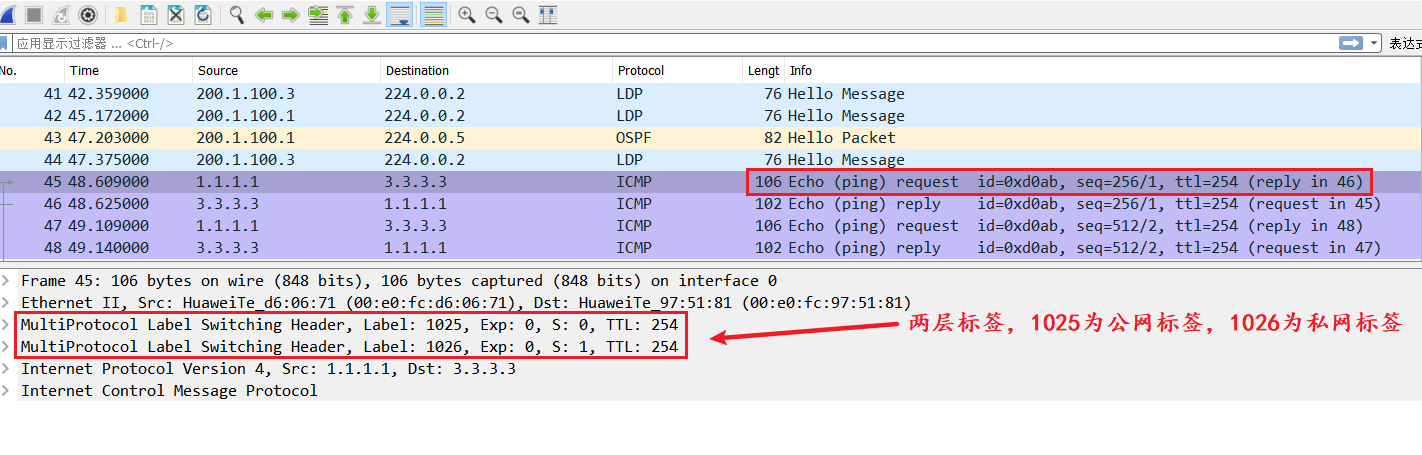 应用显示过滤器 … <Ctrl-/>
表达式
No. Time Source Destination Protocol Lengt Info
41 42.359000 200.1.100.3 224.0.0.2 LDP 76 Hello Message
42 45.172000 200.1.100.1 224.0.0.2 LDP 76 Hello Message
43 47.203000 200.1.100.1 224.0.0.5 OSPF 82 Hello Packet
44 47.375000 200.1.100.3 224.0.0.2 LDP 76 Hello Message
45 48.609000 1.1.1.1 3.3.3.3 ICMP 106 Echo (ping) request id=0xd0ab, seq=256/1, ttl=254 (reply in 46)
46 48.625000 3.3.3.3 1.1.1.1 ICMP 102 Echo (ping) reply id=0xd0ab, seq=256/1, ttl=254 (request in 45)
47 49.109000 1.1.1.1 3.3.3.3 ICMP 106 Echo (ping) request id=0xd0ab, seq=512/2, ttl=254 (reply in 48)
48 49.140000 3.3.3.3 1.1.1.1 ICMP 102 Echo (ping) reply id=0xd0ab, seq=512/2, ttl=254 (request in 47)
Frame 45: 106 bytes on wire (848 bits), 106 bytes captured (848 bits) on interface 0
Ethernet II, Src: HuaweiTe_d6:06:71 (00:e0:fc:d6:06:71), Dst: HuaweiTe_97:51:81 (00:e0:fc:97:51:81)
MultiProtocol Label Switching Header, Label: 1025, Exp: 0, S: 0, TTL: 254
两层标签，1025为公网标签，1026为私网标签
MultiProtocol Label Switching Header, Label: 1026, Exp: 0, S: 1, TTL: 254
Internet Protocol Version 4, Src: 1.1.1.1, Dst: 3.3.3.3
Internet Control Message Protocol